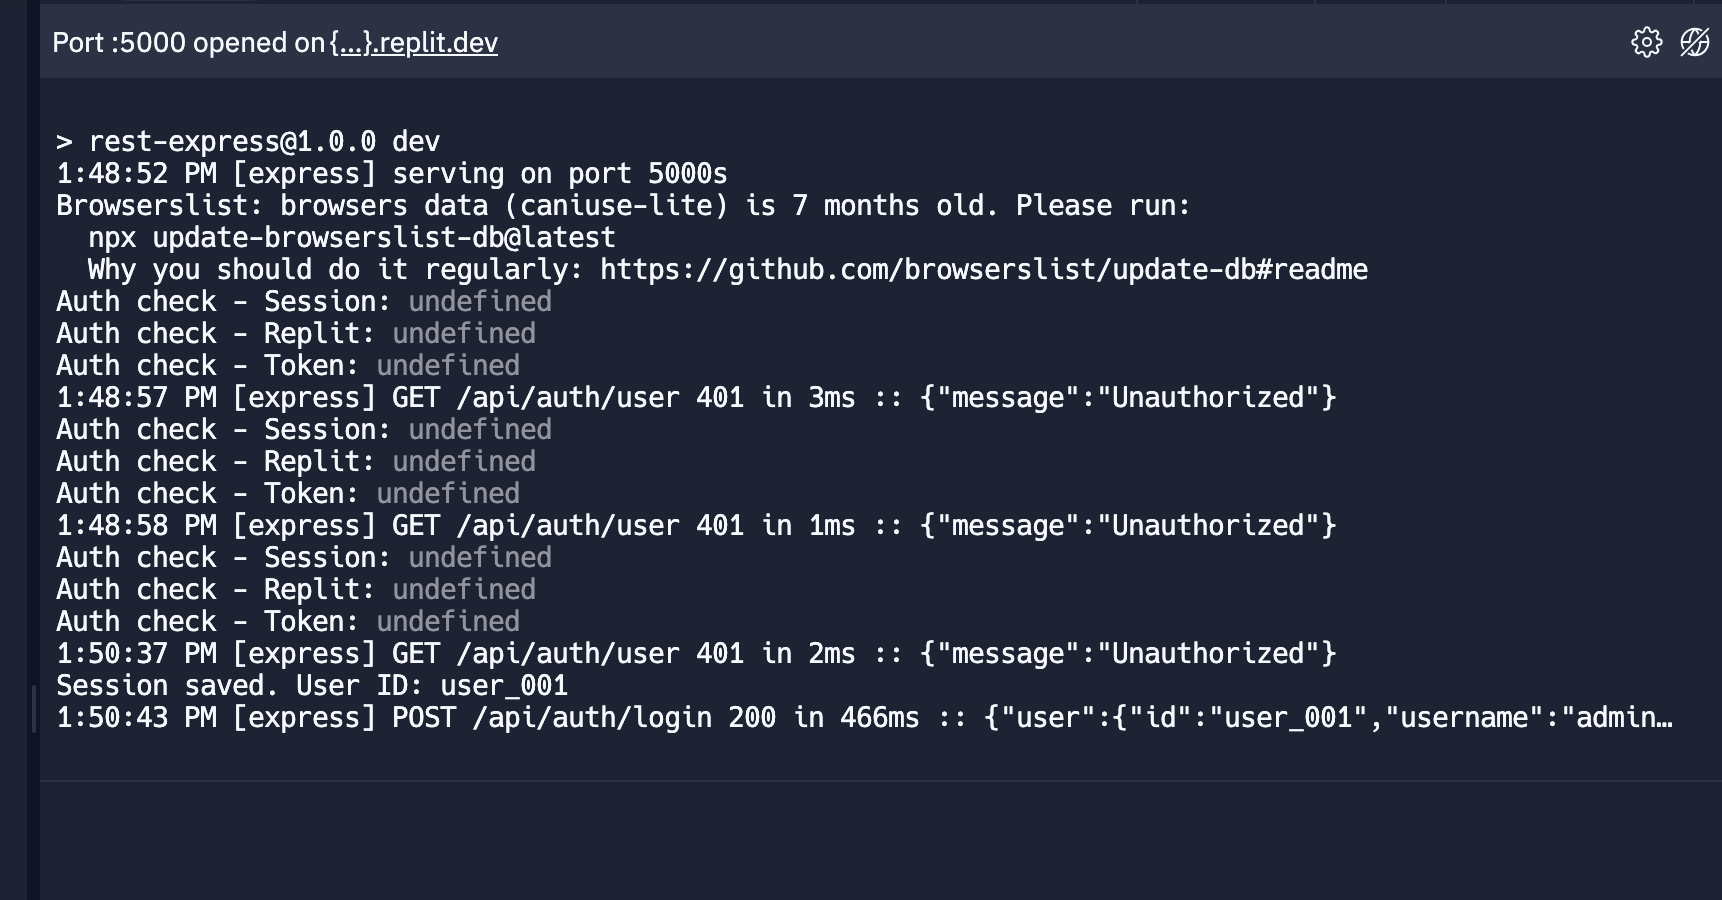 Port :5000 opened on {...}.replit.dev
> rest-express@1.0.0 dev
1:48:52 PM [express] serving on port 5000s
Browserslist: browsers data (caniuse-lite) is 7 months old. Please run:
  npx update-browserslist-db@latest
  Why you should do it regularly: https://github.com/browserslist/update-db#readme
Auth check - Session: undefined
Auth check - Replit: undefined
Auth check - Token: undefined
1:48:57 PM [express] GET /api/auth/user 401 in 3ms :: {"message":"Unauthorized"}
Auth check - Session: undefined
Auth check - Replit: undefined
Auth check - Token: undefined
1:48:58 PM [express] GET /api/auth/user 401 in 1ms :: {"message":"Unauthorized"}
Auth check - Session: undefined
Auth check - Replit: undefined
Auth check - Token: undefined
1:50:37 PM [express] GET /api/auth/user 401 in 2ms :: {"message":"Unauthorized"}
Session saved. User ID: user_001
1:50:43 PM [express] POST /api/auth/login 200 in 466ms :: {"user":{"id":"user_001","username":"admin…